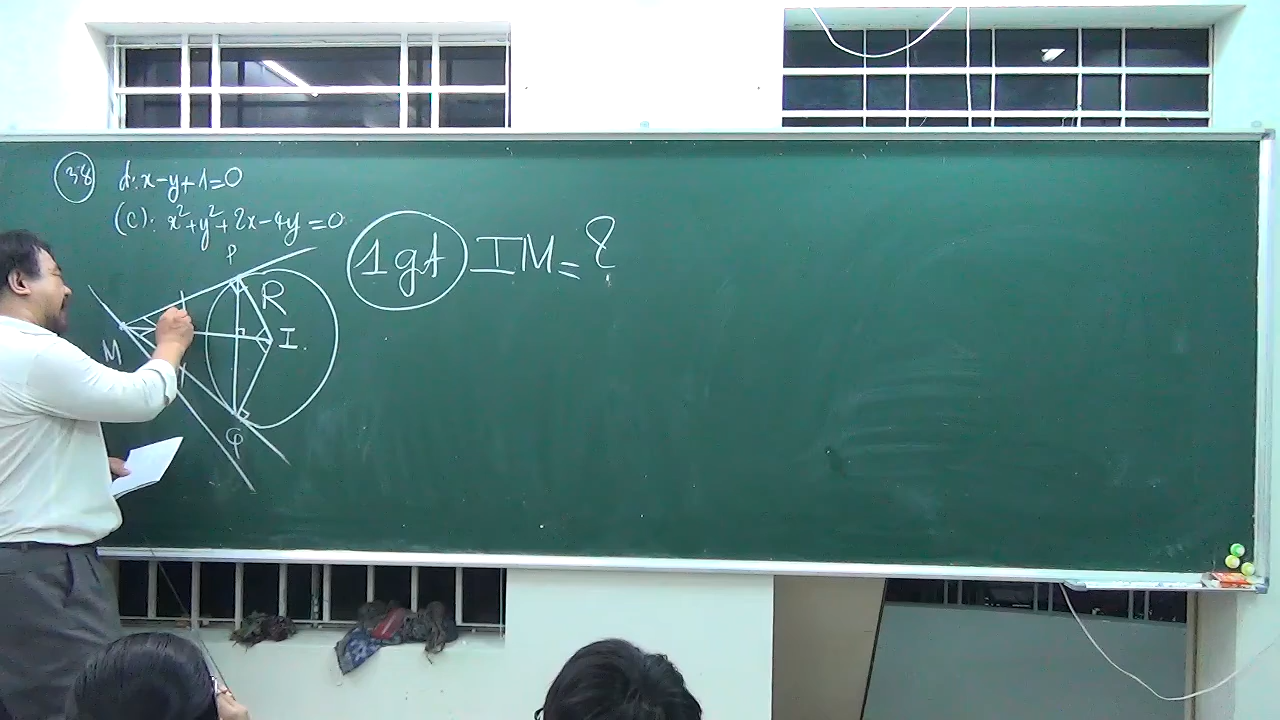 38 d: x-y+1=0
(C): x²+y²+2x-4y=0
1gt IM=?
P
R
I
M
Q